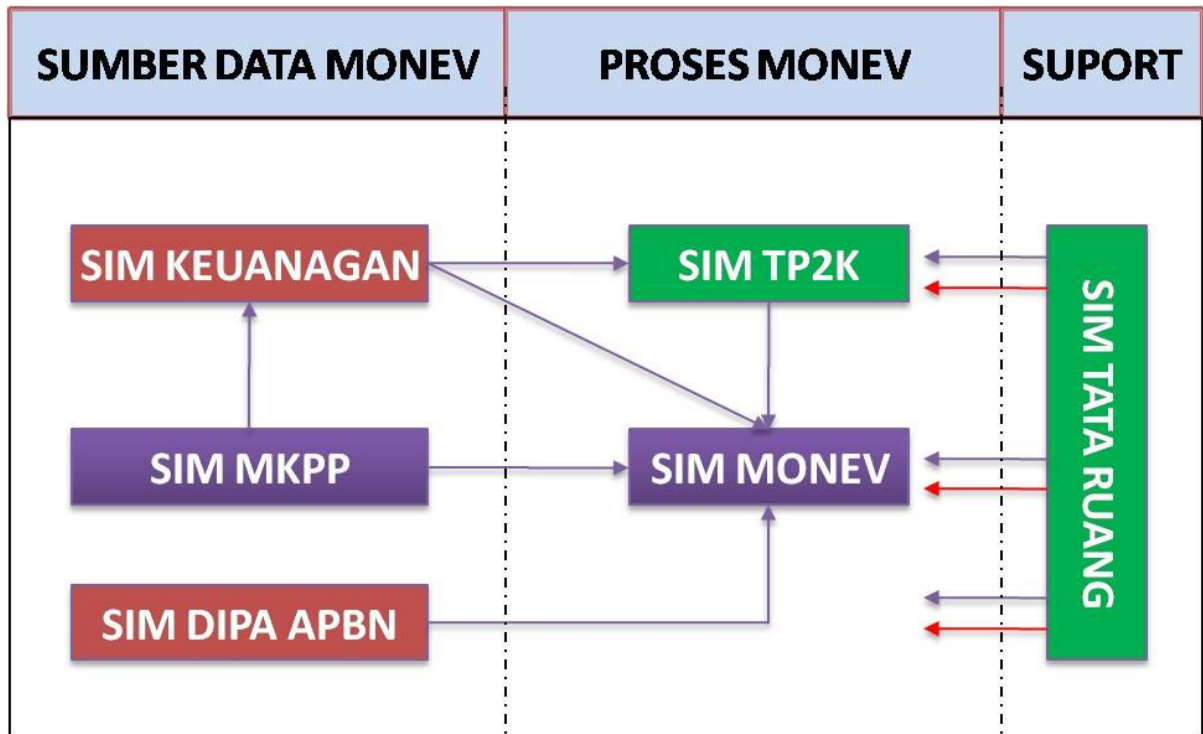 SUMBER DATA MONEV
PROSES MONEV
SUPORT
SIM KEUANAGAN
SIM TP2K
SIM MKPP
SIM MONEV
SIM DIPA APBN
SIM TATA RUANG